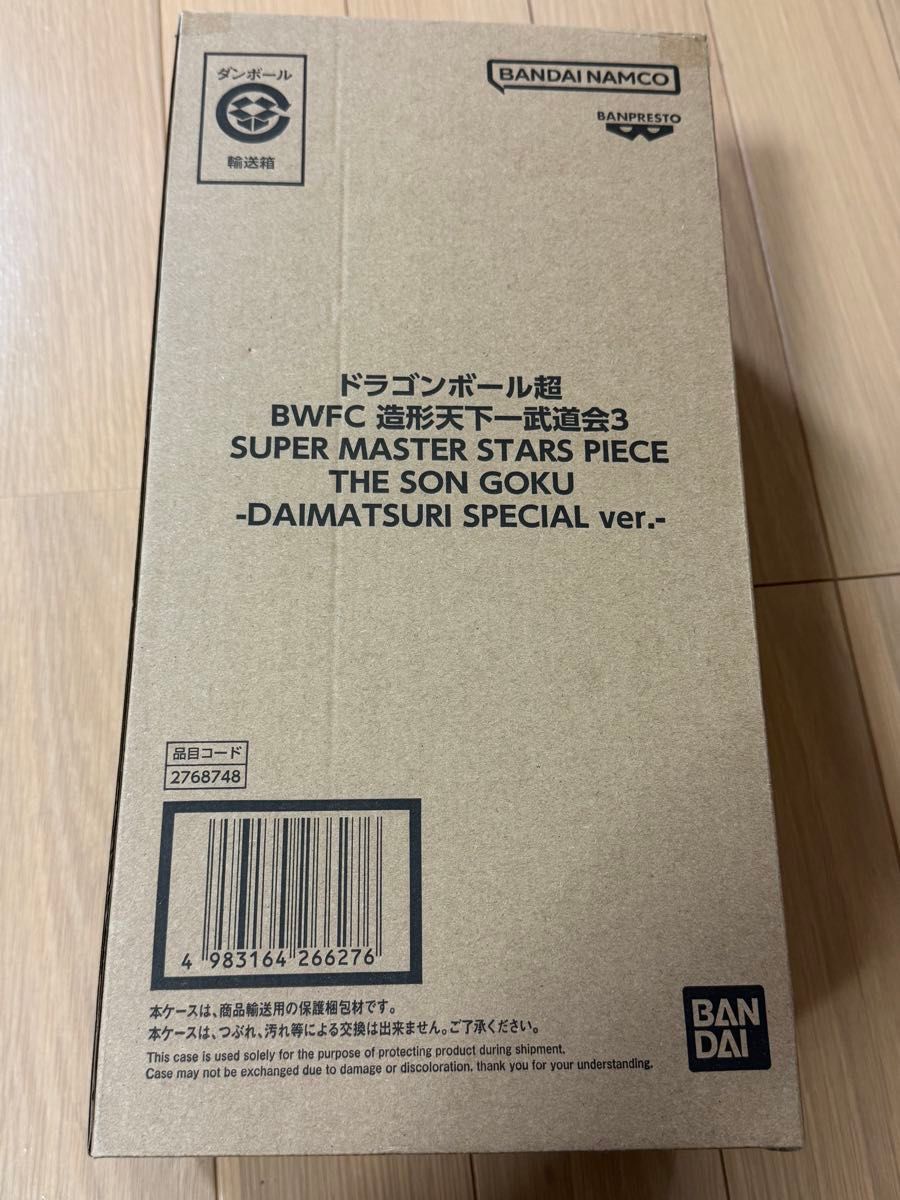 ダンボール
輸送箱
BANDAI NAMCO
BANPRESTO
ドラゴンボール超
BWFC 造形天下一武道会3
SUPER MASTER STARS PIECE
THE SON GOKU
-DAIMATSURI SPECIAL ver.-
品目コード
2768748
4 983164 266276
本ケースは、商品輸送用の保護梱包材です。
本ケースは、つぶれ、汚れ等による交換は出来ません。ご了承ください。
This case is used solely for the purpose of protecting product during shipment.
Case may not be exchanged due to damage or discoloration. thank you for your understanding.
BAN
DAI